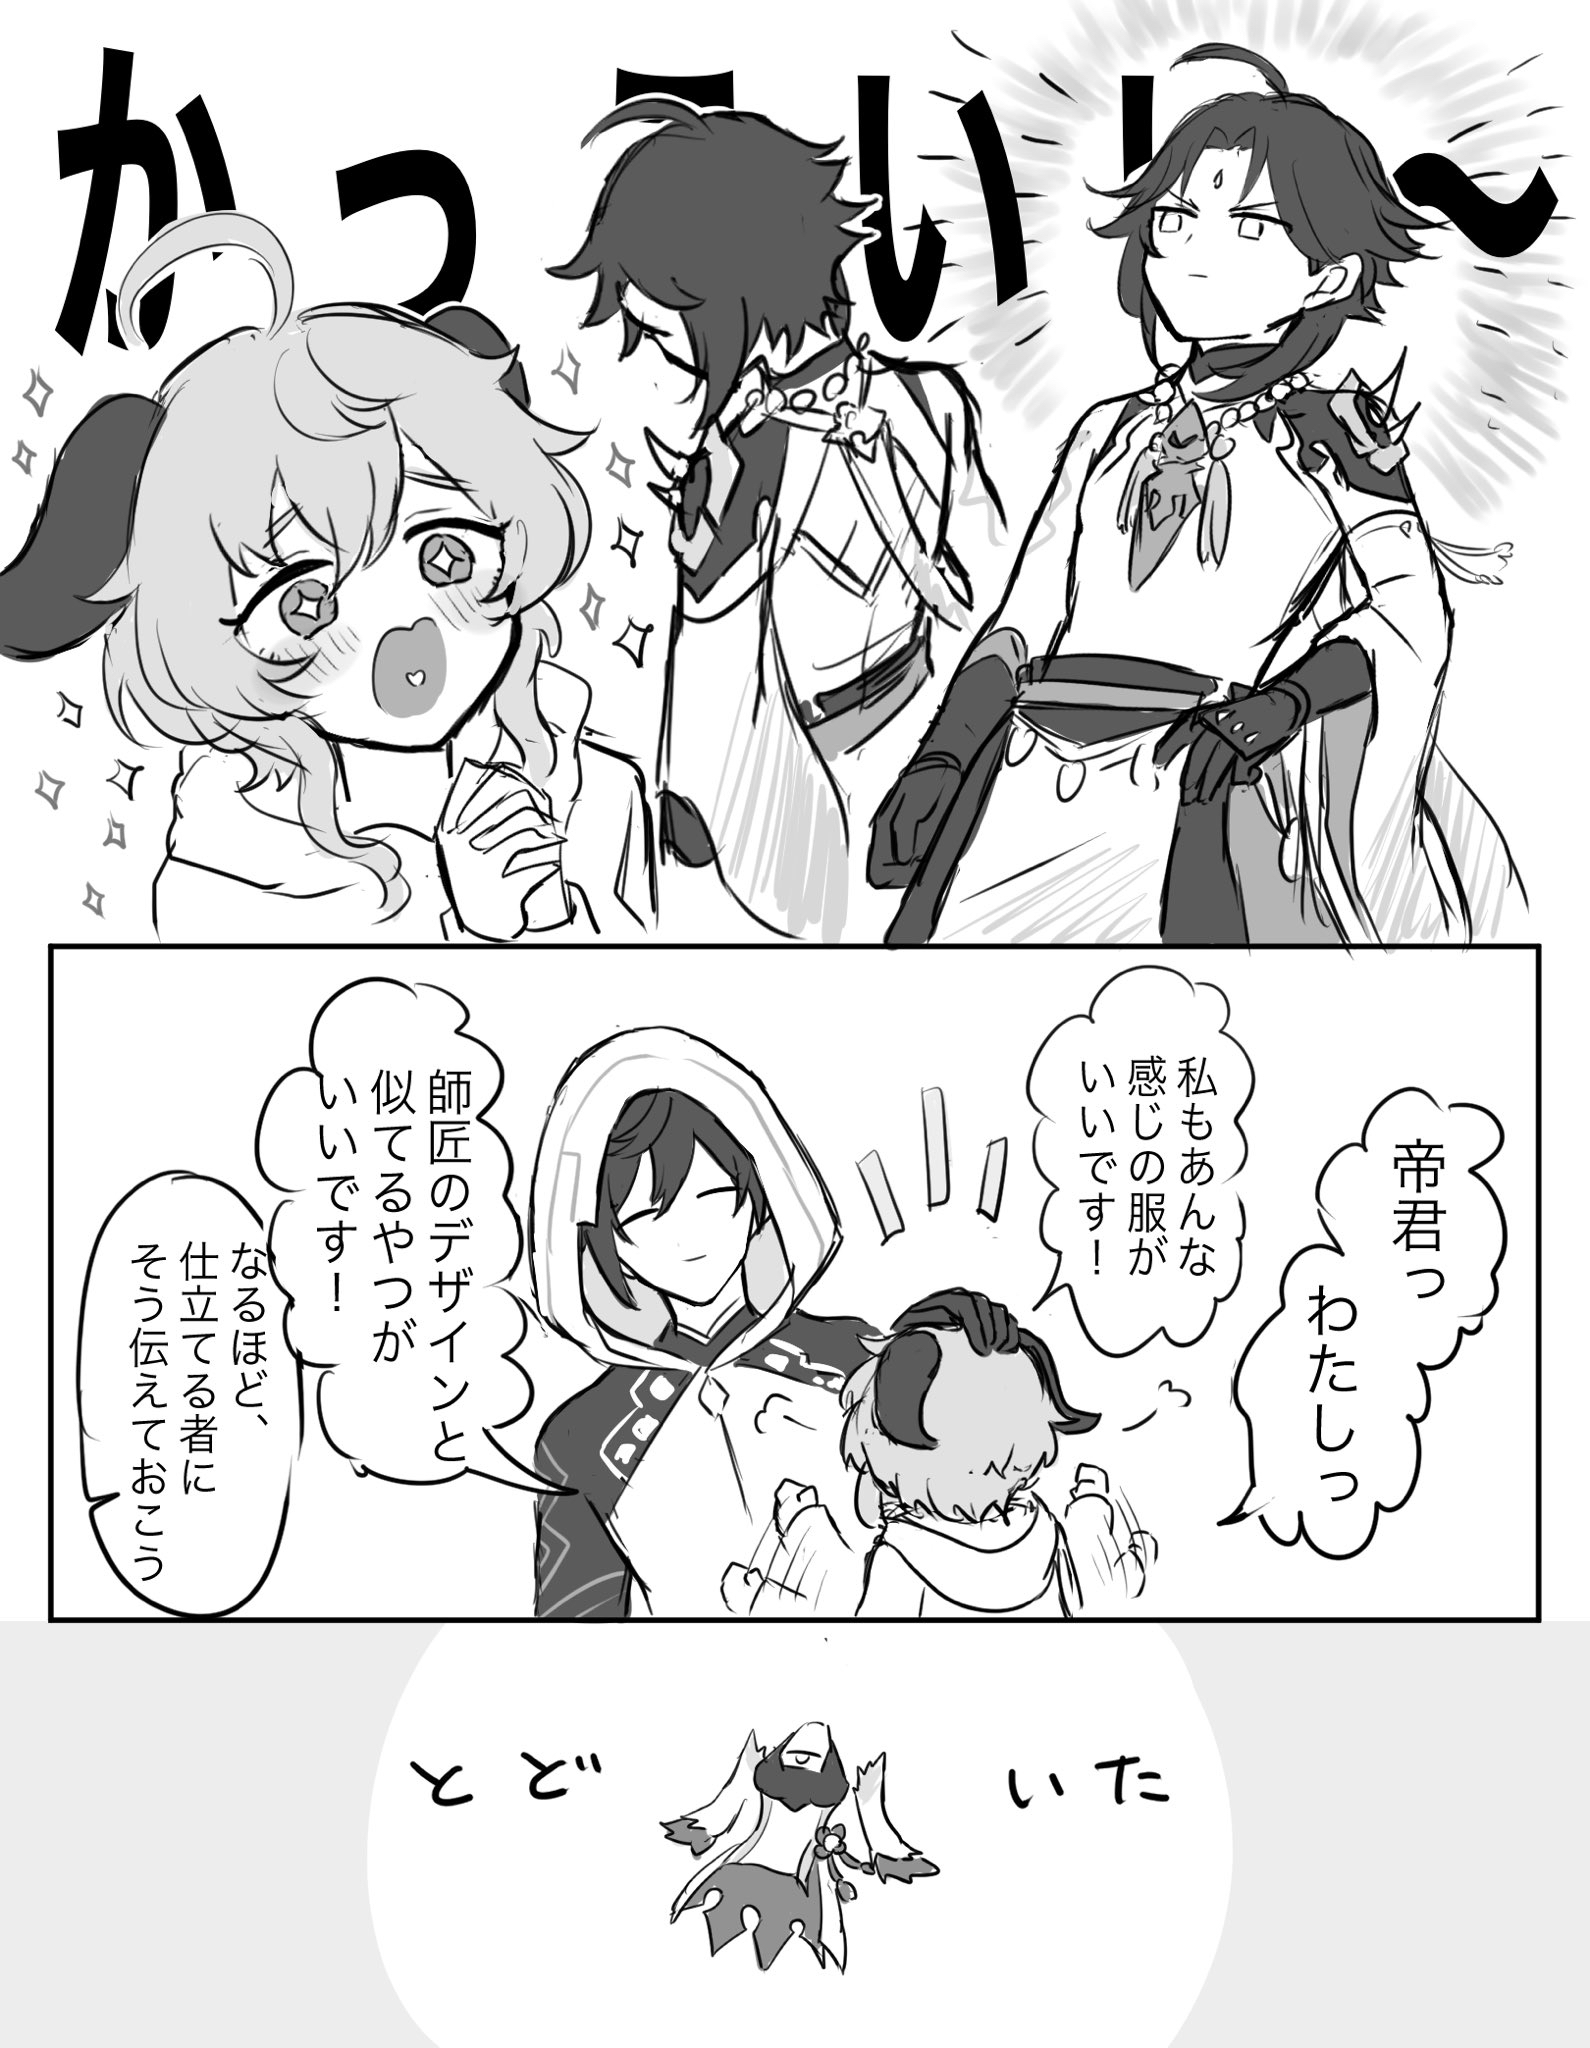 かっこいい〜
帝君っ
わたしっ
私もあんな
感じの服が
いいです！
師匠のデザインと
似てるやつが
いいです！
なるほど、
仕立てる者に
そう伝えておこう
とどいた